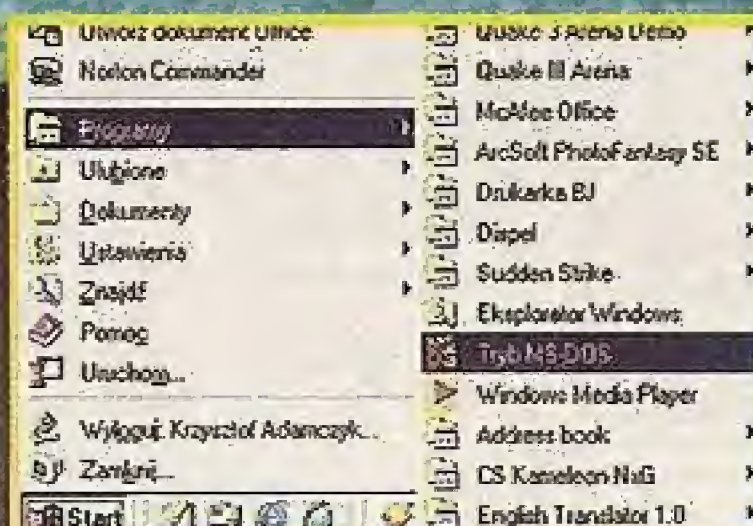 Utwórz dokument Office
Norton Commander
Programy
Ulubione
Dokumenty
Ustawienia
Znajdź
Pomoc
Uruchom...
Wyloguj: Krzysztof Adamczyk...
Zamknij...
Start
Quake 3 Arena Demo
Quake III Arena
McAfee Office
ArcSoft PhotoFantasy SE
Drukarka BJ
Dispel
Sudden Strike
Eksplorator Windows
Tryb MS-DOS
Windows Media Player
Address book
CS Kameleon NiG
English Translator 1.0